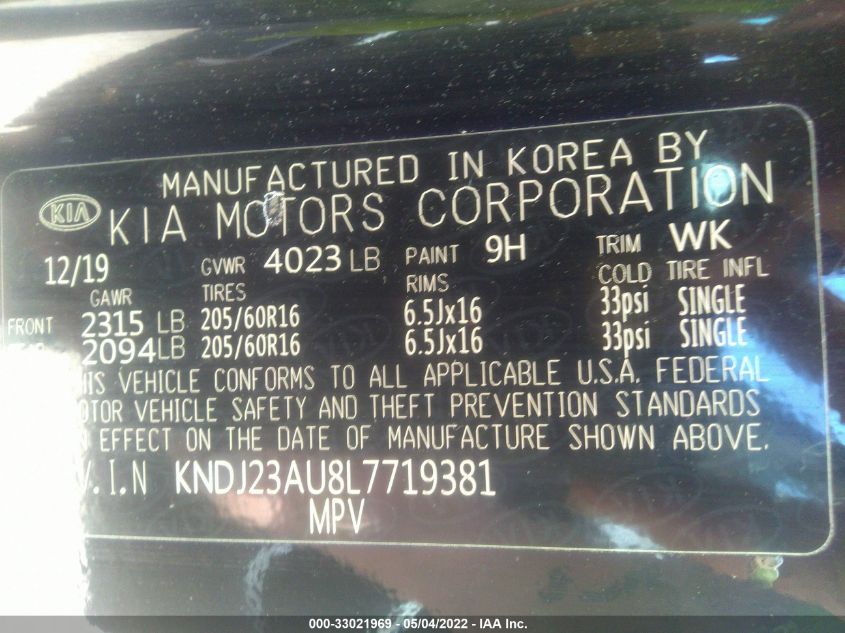 MANUFACTURED IN KOREA BY
KIA KIA MOTORS CORPORATION
12/19 GVWR 4023 LB PAINT 9H TRIM WK
GAWR TIRES RIMS COLD TIRE INFL
FRONT 2315 LB 205/60R16 6.5Jx16 33psi SINGLE
2094 LB 205/60R16 6.5Jx16 33psi SINGLE
VEHICLE CONFORMS TO ALL APPLICABLE U.S.A. FEDERAL
VEHICLE SAFETY AND THEFT PREVENTION STANDARDS
EFFECT ON THE DATE OF MANUFACTURE SHOWN ABOVE.
V.I.N KNDJ23AU8L7719381
MPV
000-33021969 - 05/04/2022 - IAA Inc.